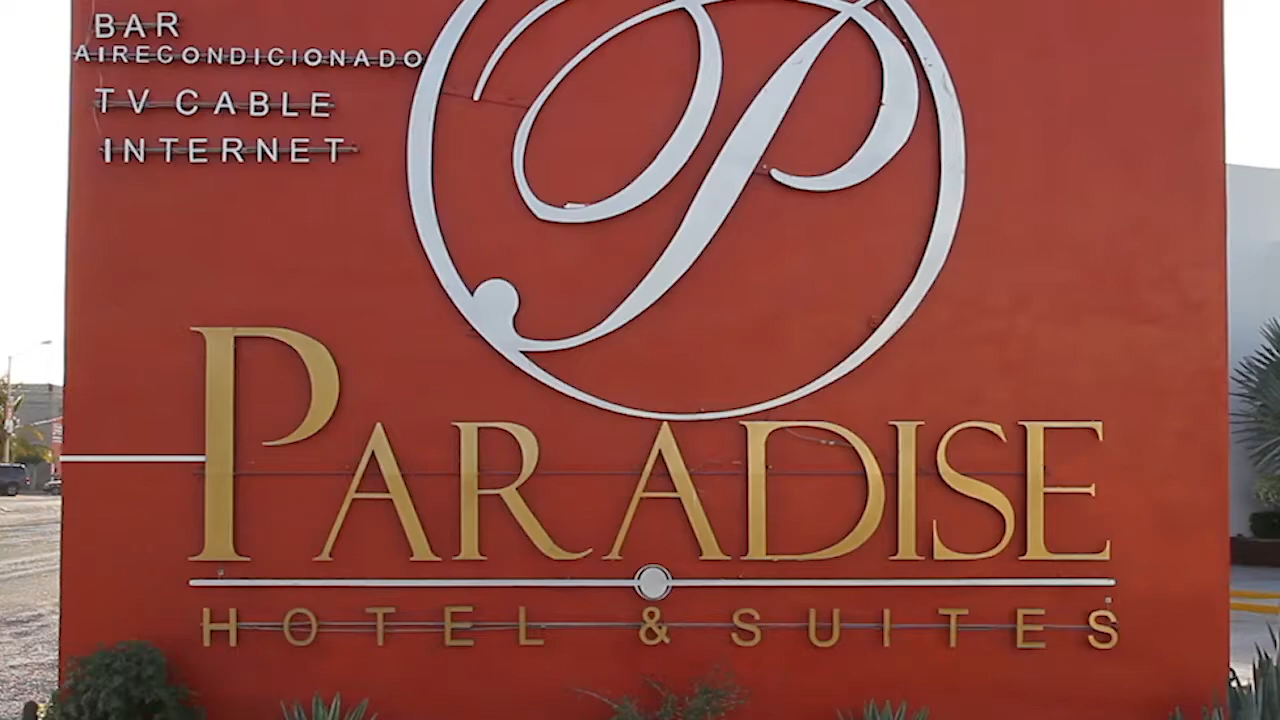 BAR
AIRECONDICIONADO
TV CABLE
INTERNET
P
PARADISE
HOTEL & SUITES